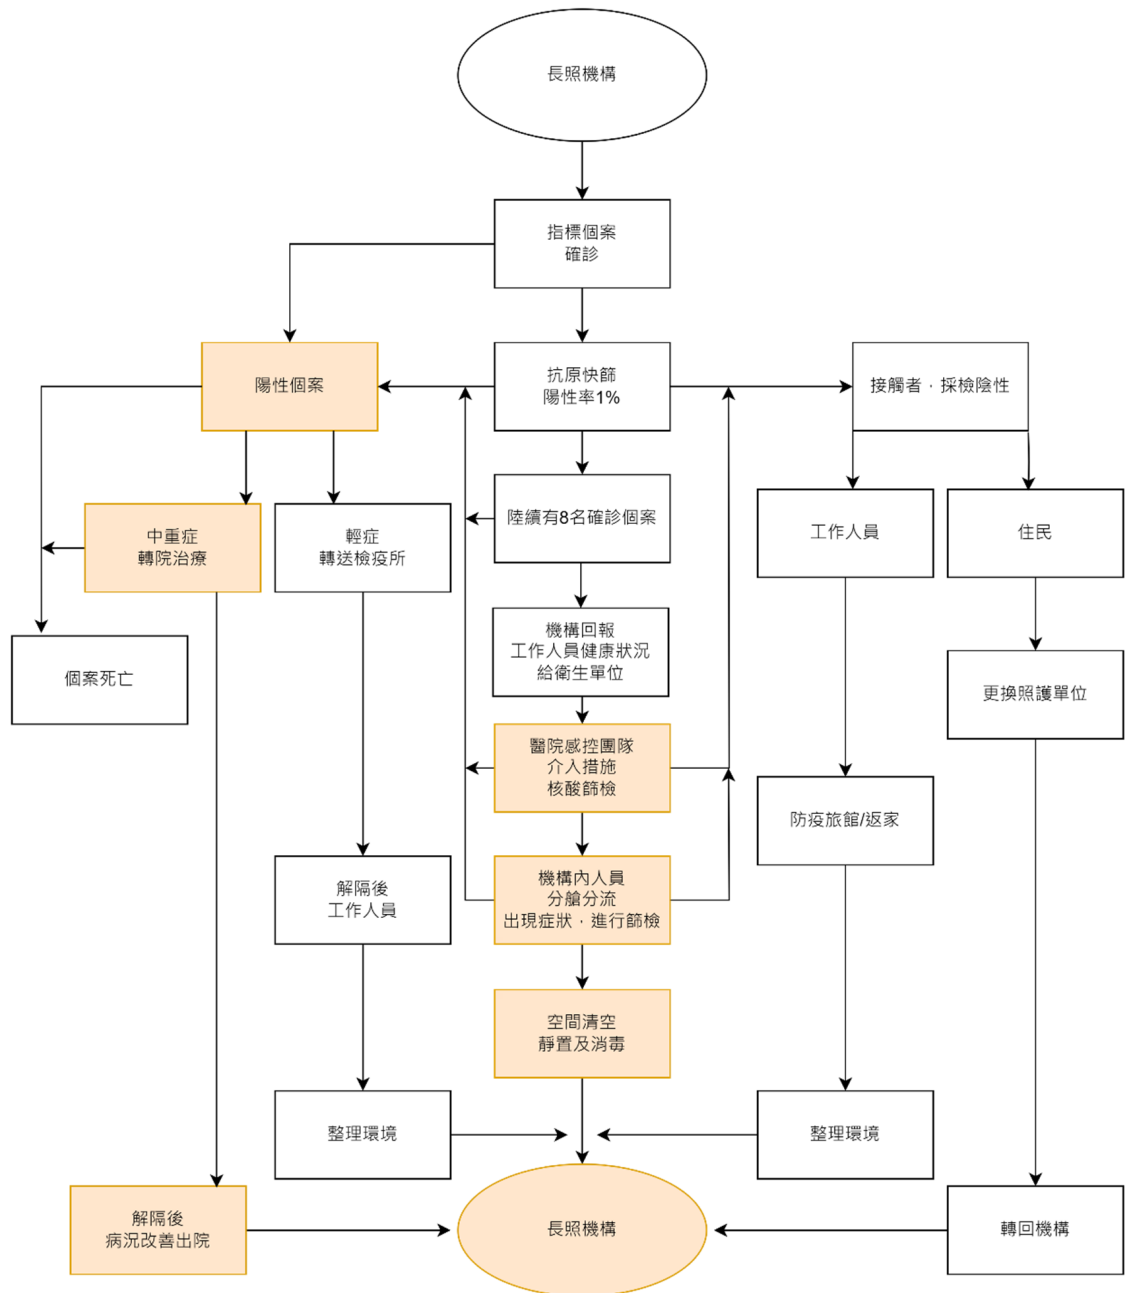 長照機構
指標個案
確診
陽性個案
抗原快篩
陽性率1%
接觸者，採檢陰性
中重症
轉院治療
輕症
轉送檢疫所
陸續有8名確診個案
工作人員
住民
個案死亡
機構回報
工作人員健康狀況
給衛生單位
更換照護單位
醫院感控團隊
介入措施
核酸篩檢
防疫旅館/返家
解隔後
工作人員
機構內人員
分艙分流
出現症狀，進行篩檢
空間清空
靜置及消毒
整理環境
整理環境
解隔後
病況改善出院
長照機構
轉回機構